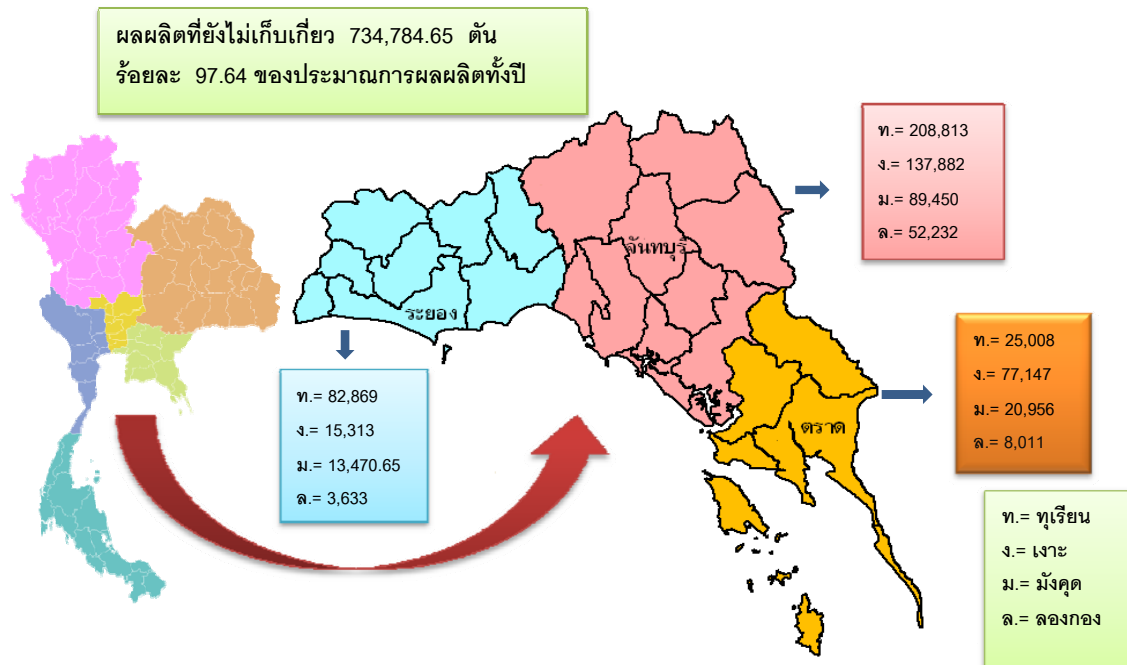 ผลผลิตที่ยังไม่เก็บเกี่ยว 734,784.65 ตัน
ร้อยละ 97.64 ของประมาณการผลผลิตทั้งปี
ท.= 208,813
ง.= 137,882
ม.= 89,450
ล.= 52,232
จันทบุรี
ระยอง
ท.= 82,869
ง.= 15,313
ม.= 13,470.65
ล.= 3,633
ตราด
ท.= 25,008
ง.= 77,147
ม.= 20,956
ล.= 8,011
ท.= ทุเรียน
ง.= เงาะ
ม.= มังคุด
ล.= ลองกอง